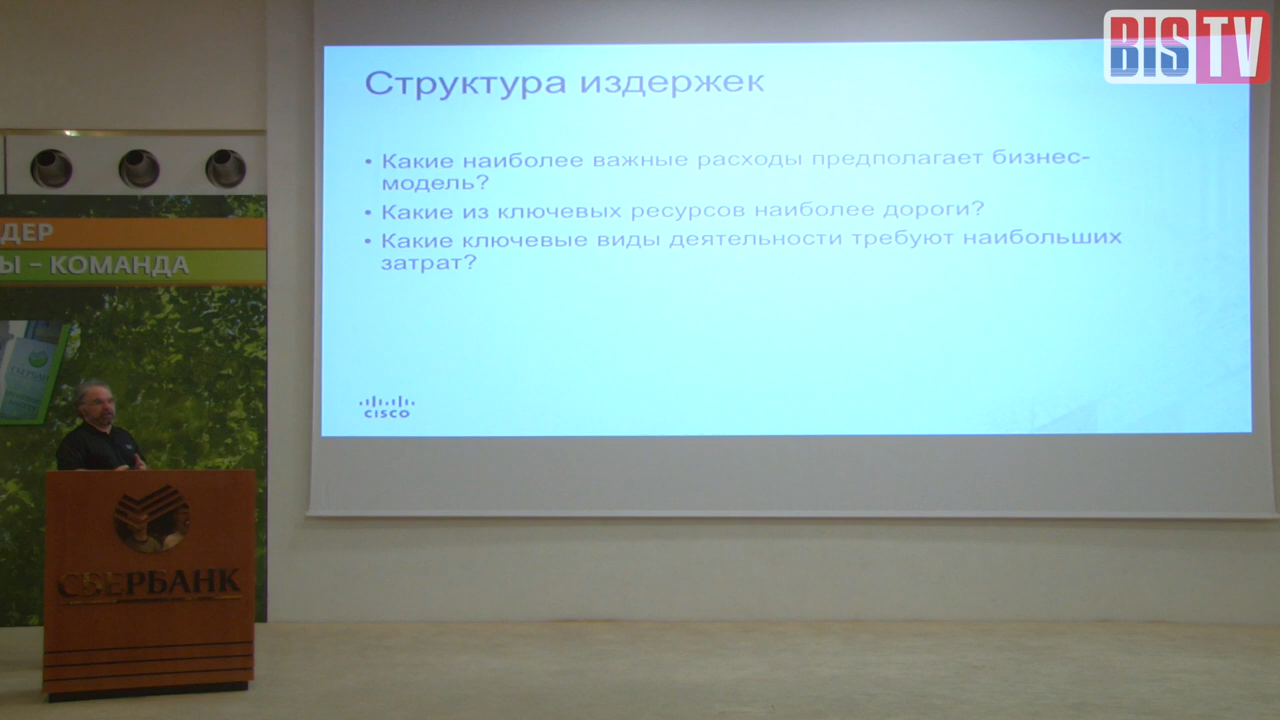 BIS TV
Структура издержек
• Какие наиболее важные расходы предполагает бизнес-
модель?
• Какие из ключевых ресурсов наиболее дороги?
• Какие ключевые виды деятельности требуют наибольших
затрат?
CISCO
ДЕР
Ы – КОМАНДА
СБЕРБАНК